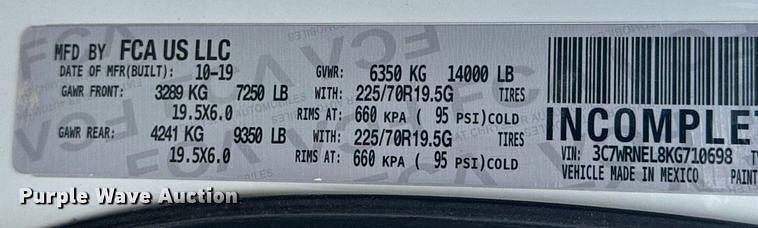 MFD BY FCA US LLC
DATE OF MFR(BUILT): 10-19 GVWR: 6350 KG 14000 LB
GAWR FRONT: 3289 KG 7250 LB WITH: 225/70R19.5G TIRES
19.5X6.0 RIMS AT: 660 KPA ( 95 PSI)COLD
GAWR REAR: 4241 KG 9350 LB WITH: 225/70R19.5G TIRES
19.5X6.0 RIMS AT: 660 KPA ( 95 PSI)COLD
INCOMPLE
VIN: 3C7WRNEL8KG710698
VEHICLE MADE IN MEXICO PAINT
Purple Wave Auction